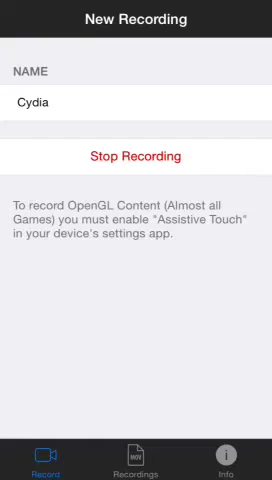 New Recording
NAME
Cydia
Stop Recording
To record OpenGL Content (Almost all
Games) you must enable "Assistive Touch"
in your device's settings app.
MOV
i
Record
Recordings
Info